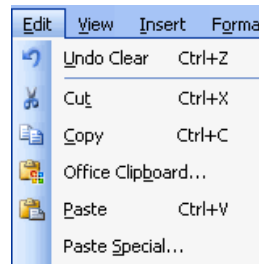 Edit View Insert Forma
Undo Clear Ctrl+Z
Cut Ctrl+X
Copy Ctrl+C
Office Clipboard...
Paste Ctrl+V
Paste Special...